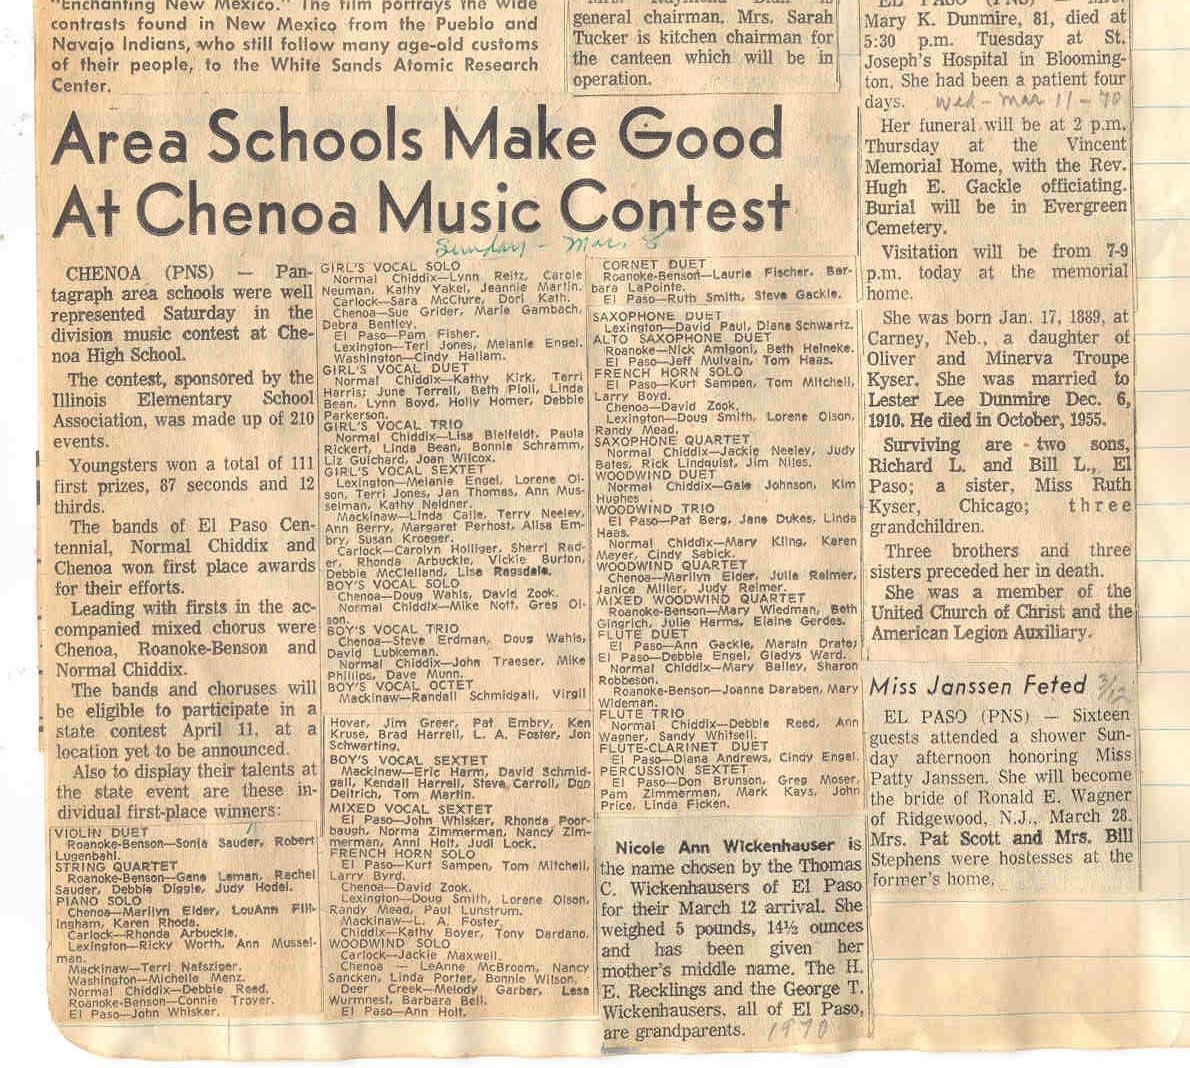 "Enchanting New Mexico." The film portrays the wide
contrasts found in New Mexico from the Pueblo and
Navajo Indians, who still follow many age-old customs
of their people, to the White Sands Atomic Research
Center.
general chairman. Mrs. Sarah
Tucker is kitchen chairman for
the canteen which will be in
operation.
Area Schools Make Good
At Chenoa Music Contest
Sunday - Mar. 8
CHENOA (PNS) — Pan-
tagraph area schools were well
represented Saturday in the
division music contest at Che-
noa High School.
The contest, sponsored by the
Illinois Elementary School
Association, was made up of 210
events.
Youngsters won a total of 111
first prizes, 87 seconds and 12
thirds.
The bands of El Paso Cen-
tennial, Normal Chiddix and
Chenoa won first place awards
for their efforts.
Leading with firsts in the ac-
companied mixed chorus were
Chenoa, Roanoke-Benson and
Normal Chiddix.
The bands and choruses will
be eligible to participate in a
state contest April 11, at a
location yet to be announced.
Also to display their talents at
the state event are these in-
dividual first-place winners:
VIOLIN DUET
Roanoke-Benson—Sonja Sauder, Robert
Lugenbahl.
STRING QUARTET
Roanoke-Benson—Gene Leman, Rachel
Sauder, Debbie Diggle, Judy Hodel.
PIANO SOLO
Chenoa—Marilyn Elder, LouAnn Fill-
ingham, Karen Rhoda.
Carlock—Rhonda Arbuckle.
Lexington—Ricky Worth, Ann Mussel-
man.
Mackinaw—Terri Nafsziger.
Washington—Michelle Menz.
Normal Chiddix—Debbie Reed.
Roanoke-Benson—Connie Troyer.
El Paso—John Whisker.
GIRL'S VOCAL SOLO
Normal Chiddix—Lynn Reitz, Carole
Neuman, Kathy Yakel, Jeannie Martin.
Carlock—Sara McClure, Dori Kath.
Chenoa—Sue Grider, Marie Gambach,
Debra Bentley.
El Paso—Pam Fisher.
Lexington—Teri Jones, Melanie Engel.
Washington—Cindy Hallam.
GIRL'S VOCAL DUET
Normal Chiddix—Kathy Kirk, Terri
Harris; June Terrell, Beth Ploll, Linda
Bean, Lynn Boyd, Holly Homer, Debbie
Parkerson.
GIRL'S VOCAL TRIO
Normal Chiddix—Lisa Bielfeldt, Paula
Rickert, Linda Bean, Bonnie Schramm,
Liz Guichard, Joan Wilcox.
GIRL'S VOCAL SEXTET
Lexington—Melanie Engel, Lorene Ol-
son, Terri Jones, Jan Thomas, Ann Mus-
selman, Kathy Neidner.
Mackinaw—Linda Caile, Terry Neeley,
Ann Berry, Margaret Perhost, Alisa Em-
bry, Susan Kroeger.
Carlock—Carolyn Holliger, Sherri Rad-
er, Rhonda Arbuckle, Vickie Burton,
Debbie McClelland, Lisa Ragsdale.
BOY'S VOCAL SOLO
Chenoa—Doug Wahls, David Zook.
Normal Chiddix—Mike Nott, Greg Ol-
son.
BOY'S VOCAL TRIO
Chenoa—Steve Erdman, Doug Wahls,
David Lubkeman.
Normal Chiddix—John Traeser, Mike
Phillips, Dave Munn.
BOY'S VOCAL OCTET
Mackinaw—Randall Schmidgall, Virgil
Hovar, Jim Greer, Pat Embry, Ken
Kruse, Brad Harrell, L. A. Foster, Jon
Schwarting.
BOY'S VOCAL SEXTET
Mackinaw—Eric Harm, David Schmid-
gall, Kendall Harrell, Steve Carroll, Don
Deitrich, Tom Martin.
MIXED VOCAL SEXTET
El Paso—John Whisker, Rhonda Poor-
baugh, Norma Zimmerman, Nancy Zim-
merman, Anni Holt, Judi Lock.
FRENCH HORN SOLO
El Paso—Kurt Sampen, Tom Mitchell,
Larry Byrd.
Chenoa—David Zook.
Lexington—Doug Smith, Lorene Olson,
Randy Mead, Paul Lunstrum.
Mackinaw—L. A. Foster,
Chiddix—Kathy Boyer, Tony Dardano.
WOODWIND SOLO
Carlock—Jackie Maxwell.
Chenoa — LeAnne McBroom, Nancy
Sancken, Linda Porter, Bonnie Wilson.
Deer Creek—Melody Garber, Lesa
Wurmnest, Barbara Bell.
El Paso—Ann Holt.
CORNET DUET
Roanoke-Benson—Laurie Fischer, Bar-
bara LaPointe.
El Paso—Ruth Smith, Steve Gackle.
SAXOPHONE DUET
Lexington—David Paul, Diana Schwartz.
ALTO SAXOPHONE DUET
Roanoke—Nick Amigoni, Beth Heineke.
El Paso—Jeff Mulvain, Tom Haas.
FRENCH HORN SOLO
El Paso—Kurt Sampen, Tom Mitchell,
Larry Boyd.
Chenoa—David Zook.
Lexington—Doug Smith, Lorene Olson,
Randy Mead.
SAXOPHONE QUARTET
Normal Chiddix—Jackie Neeley, Judy
Bates, Rick Lindquist, Jim Niles.
WOODWIND DUET
Normal Chiddix—Gale Johnson, Kim
Hughes .
WOODWIND TRIO
El Paso—Pat Berg, Jane Dukes, Linda
Haas.
Normal Chiddix—Mary Kling, Karen
Meyer, Cindy Sabick.
WOODWIND QUARTET
Chenoa—Marilyn Elder, Julie Reimer,
Janice Miller, Judy Reimer.
MIXED WOODWIND QUARTET
Roanoke-Benson—Mary Wiedman, Beth
Gingrich, Julie Harms, Elaine Gerdes.
FLUTE DUET
El Paso—Ann Gackle, Marsin Drate;
El Paso—Debbie Engel, Gladys Ward.
Normal Chiddix—Mary Bailey, Sharon
Robbeson.
Roanoke-Benson—Joanne Daraben, Mary
Wideman.
FLUTE TRIO
Normal Chiddix—Debbie Reed, Ann
Wagner, Sandy Whitsell.
FLUTE-CLARINET DUET
El Paso—Diana Andrews, Cindy Engel.
PERCUSSION SEXTET
El Paso—Don Brunson, Greg Moser,
Pam Zimmerman, Mark Kays, John
Price, Linda Ficken.
Nicole Ann Wickenhauser is
the name chosen by the Thomas
C. Wickenhausers of El Paso
for their March 12 arrival. She
weighed 5 pounds, 14½ ounces
and has been given her
mother's middle name. The H.
E. Recklings and the George T.
Wickenhausers, all of El Paso,
are grandparents. 1970
Mary K. Dunmire, 81, died at
5:30 p.m. Tuesday at St.
Joseph's Hospital in Blooming-
ton. She had been a patient four
days. Wed - Mar 11-70
Her funeral will be at 2 p.m.
Thursday at the Vincent
Memorial Home, with the Rev.
Hugh E. Gackle officiating.
Burial will be in Evergreen
Cemetery.
Visitation will be from 7-9
p.m. today at the memorial
home.
She was born Jan. 17, 1889, at
Carney, Neb., a daughter of
Oliver and Minerva Troupe
Kyser. She was married to
Lester Lee Dunmire Dec. 6,
1910. He died in October, 1955.
Surviving are two sons,
Richard L. and Bill L., El
Paso; a sister, Miss Ruth
Kyser, Chicago; three
grandchildren.
Three brothers and three
sisters preceded her in death.
She was a member of the
United Church of Christ and the
American Legion Auxiliary.
Miss Janssen Feted 3/12
EL PASO (PNS) — Sixteen
guests attended a shower Sun-
day afternoon honoring Miss
Patty Janssen. She will become
the bride of Ronald E. Wagner
of Ridgewood, N.J., March 28.
Mrs. Pat Scott and Mrs. Bill
Stephens were hostesses at the
former's home.